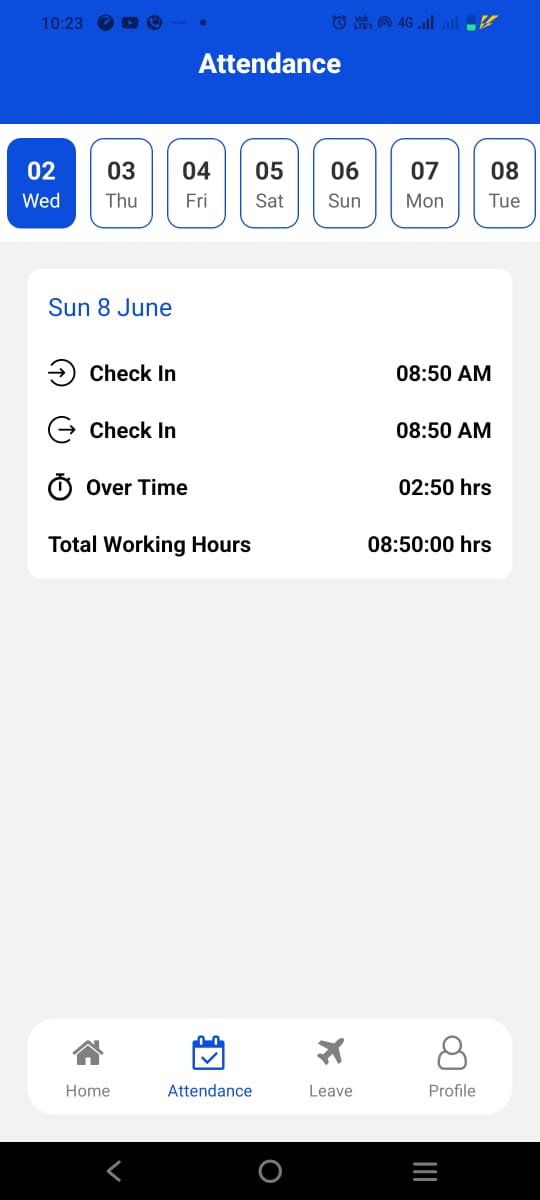 10:23 4G
Attendance
02 03 04 05 06 07 08
Wed Thu Fri Sat Sun Mon Tue
Sun 8 June
Check In 08:50 AM
Check In 08:50 AM
Over Time 02:50 hrs
Total Working Hours 08:50:00 hrs
Home Attendance Leave Profile